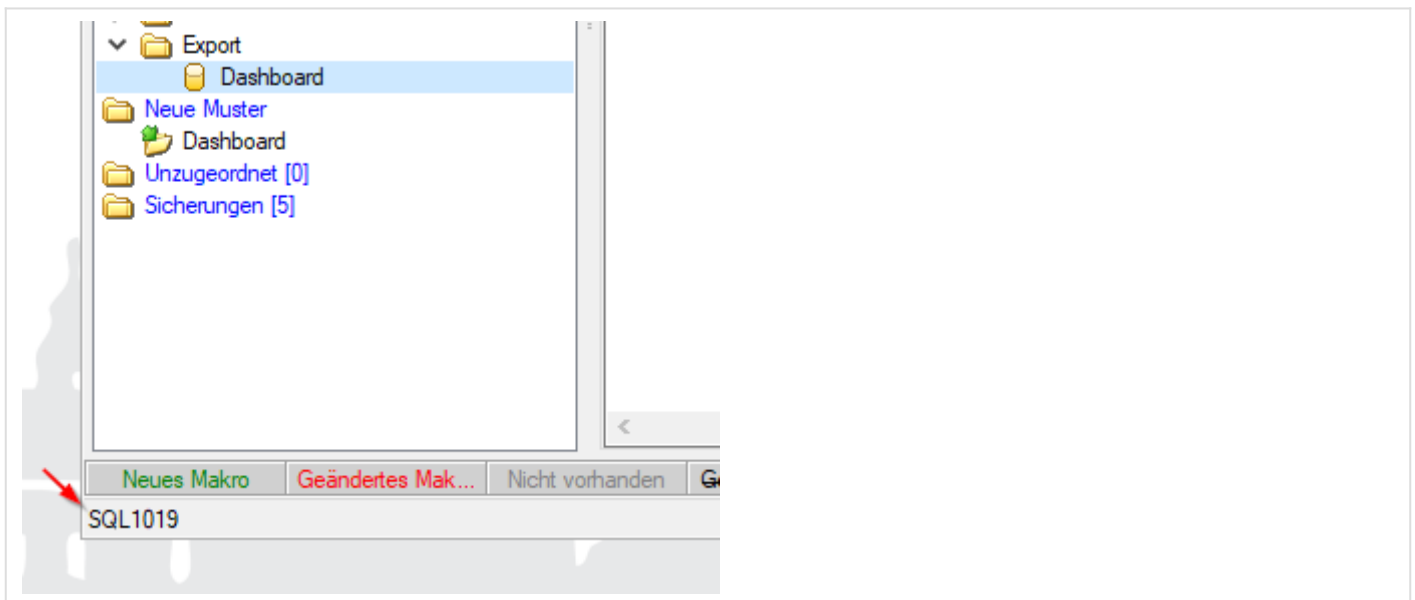 Export
Dashboard
Neue Muster
Dashboard
Unzugeordnet [0]
Sicherungen [5]
Neues Makro Geändertes Mak... Nicht vorhanden
SQL1019